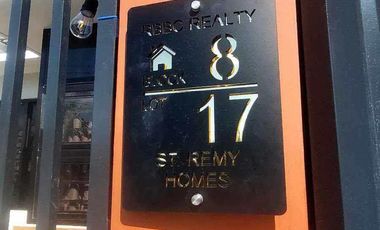 RBBC REALTY
BLOCK 8
LOT 17
ST. REMY
HOMES